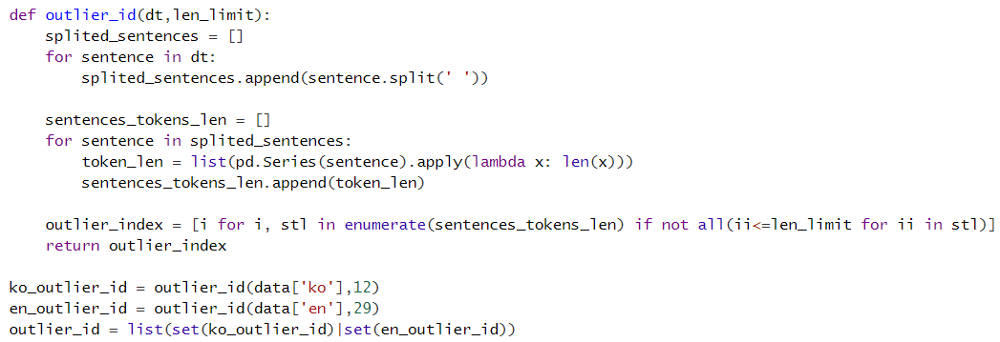 def outlier_id(dt,len_limit):
    splited_sentences = []
    for sentence in dt:
        splited_sentences.append(sentence.split(' '))

    sentences_tokens_len = []
    for sentence in splited_sentences:
        token_len = list(pd.Series(sentence).apply(lambda x: len(x)))
        sentences_tokens_len.append(token_len)

    outlier_index = [i for i, stl in enumerate(sentences_tokens_len) if not all(ii<=len_limit for ii in stl)]
    return outlier_index

ko_outlier_id = outlier_id(data['ko'],12)
en_outlier_id = outlier_id(data['en'],29)
outlier_id = list(set(ko_outlier_id)|set(en_outlier_id))